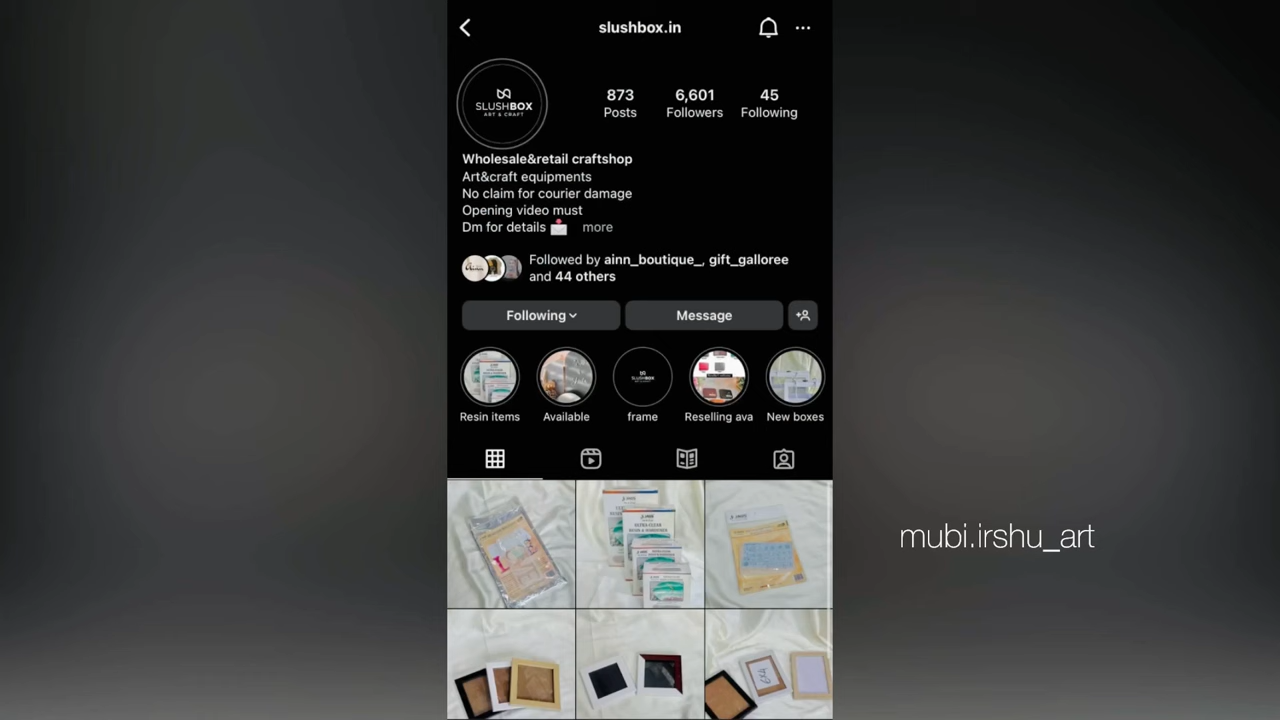 slushbox.in
SLUSHBOX
ART & CRAFT
873
Posts
6,601
Followers
45
Following
Wholesale&retail craftshop
Art&craft equipments
No claim for courier damage
Opening video must
Dm for details 📩 more
Followed by ainn_boutique_, gift_galloree
and 44 others
Following
Message
SLUSHBOX
Resin items
Available
frame
Reselling ava
New boxes
6X4
mubi.irshu_art